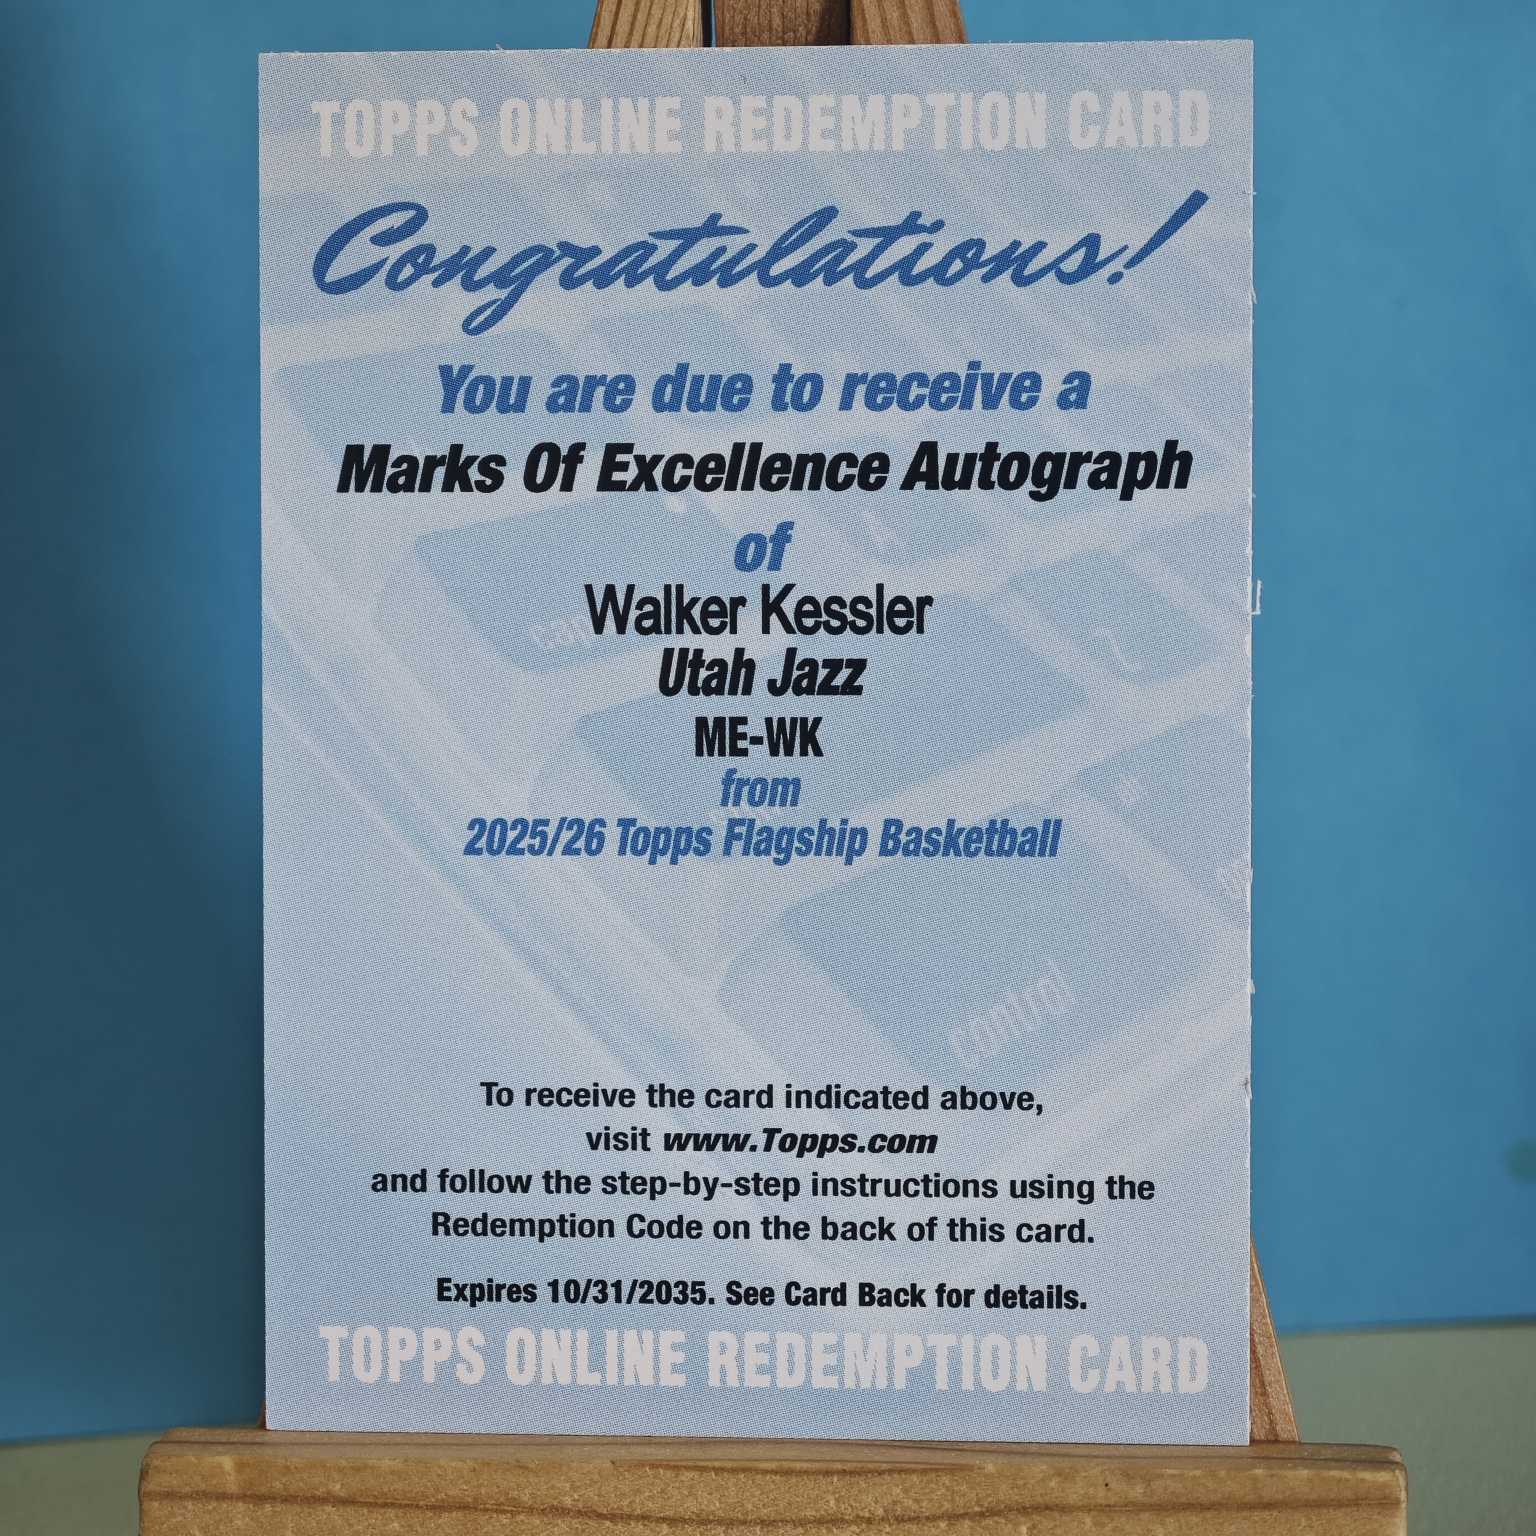 TOPPS ONLINE REDEMPTION CARD
Congratulations!
You are due to receive a
Marks Of Excellence Autograph
of
Walker Kessler
Utah Jazz
ME-WK
from
2025/26 Topps Flagship Basketball
control
To receive the card indicated above,
visit www.Topps.com
and follow the step-by-step instructions using the
Redemption Code on the back of this card.
Expires 10/31/2035. See Card Back for details.
TOPPS ONLINE REDEMPTION CARD